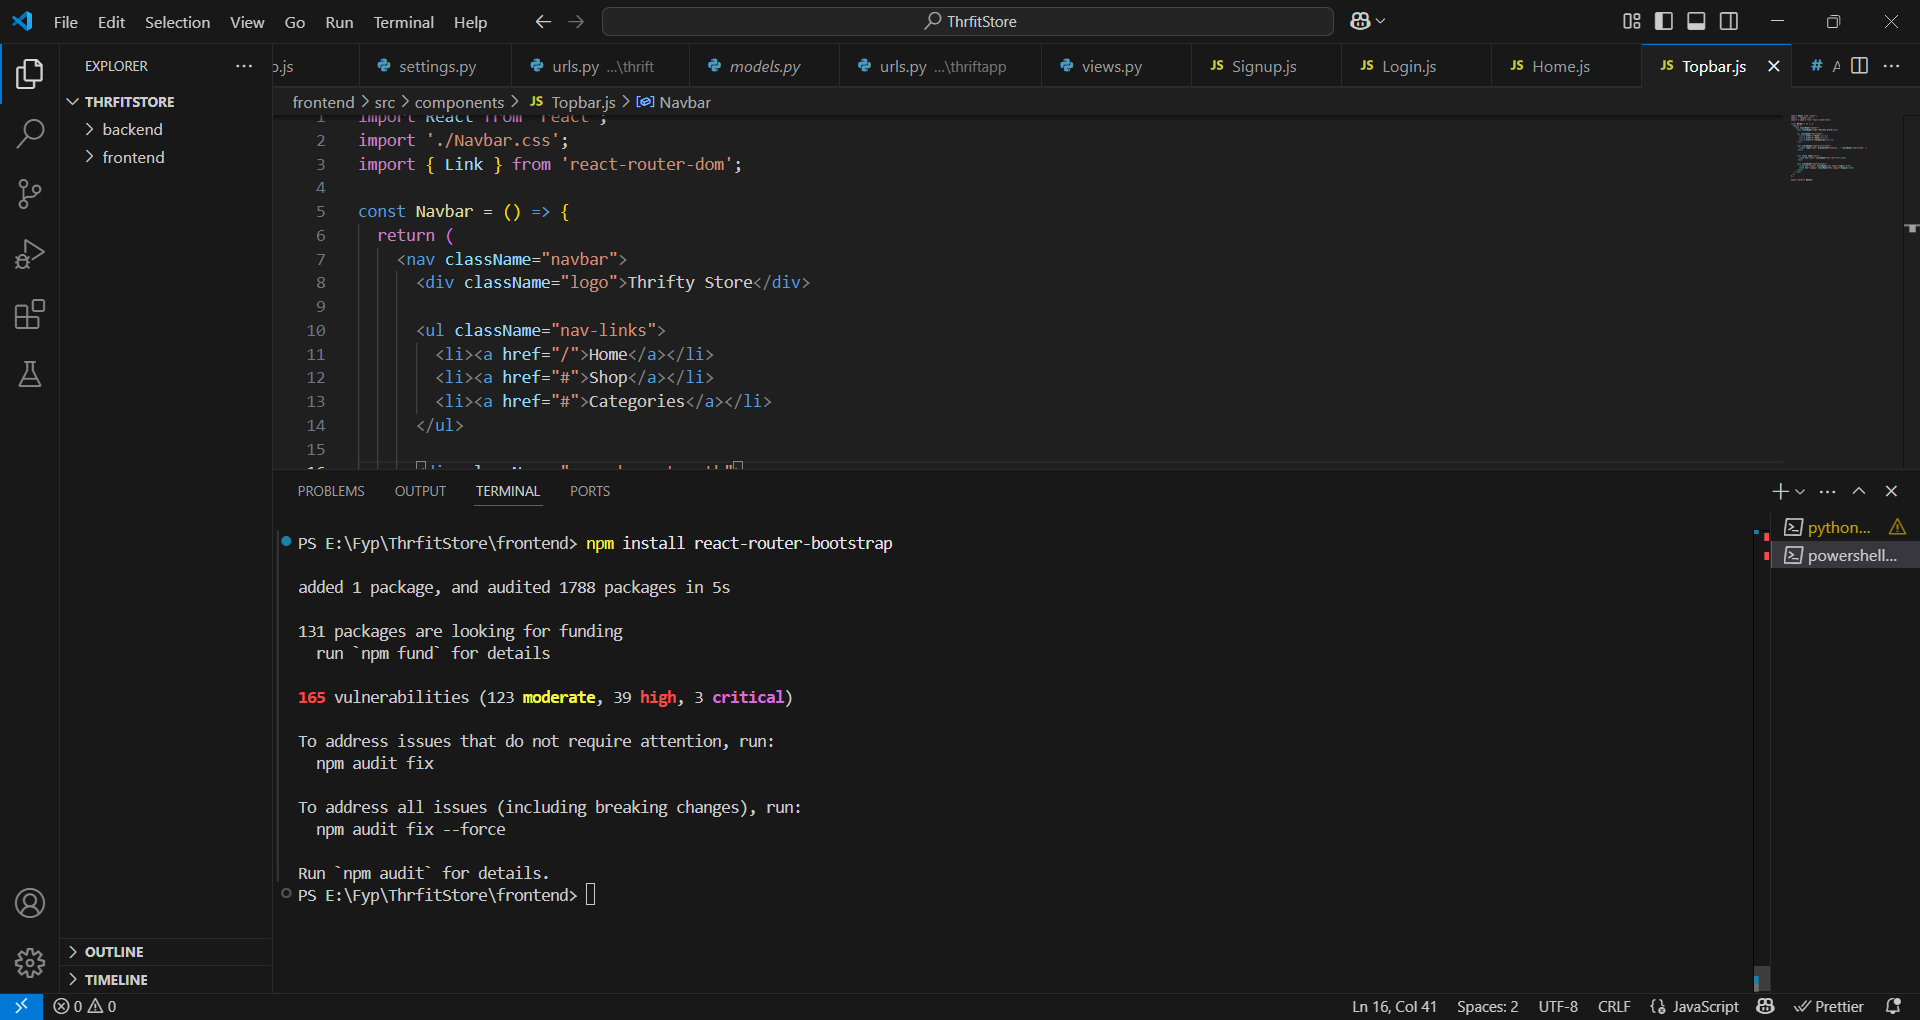 File Edit Selection View Go Run Terminal Help
ThrfitStore
EXPLORER
THRFITSTORE
backend
frontend
OUTLINE
TIMELINE
.js settings.py urls.py ...\thrift models.py urls.py ...\thriftapp views.py JS Signup.js JS Login.js JS Home.js JS Topbar.js #
frontend > src > components > JS Topbar.js > Navbar
1 import React from 'react';
2 import './Navbar.css';
3 import { Link } from 'react-router-dom';
4
5 const Navbar = () => {
6 return (
7 <nav className="navbar">
8 <div className="logo">Thrifty Store</div>
9
10 <ul className="nav-links">
11 <li><a href="/">Home</a></li>
12 <li><a href="#">Shop</a></li>
13 <li><a href="#">Categories</a></li>
14 </ul>
15
16
PROBLEMS OUTPUT TERMINAL PORTS
python...
powershell...
PS E:\Fyp\ThrfitStore\frontend> npm install react-router-bootstrap
added 1 package, and audited 1788 packages in 5s
131 packages are looking for funding
run `npm fund` for details
165 vulnerabilities (123 moderate, 39 high, 3 critical)
To address issues that do not require attention, run:
npm audit fix
To address all issues (including breaking changes), run:
npm audit fix --force
Run `npm audit` for details.
PS E:\Fyp\ThrfitStore\frontend>
0 0
Ln 16, Col 41 Spaces: 2 UTF-8 CRLF {} JavaScript Prettier